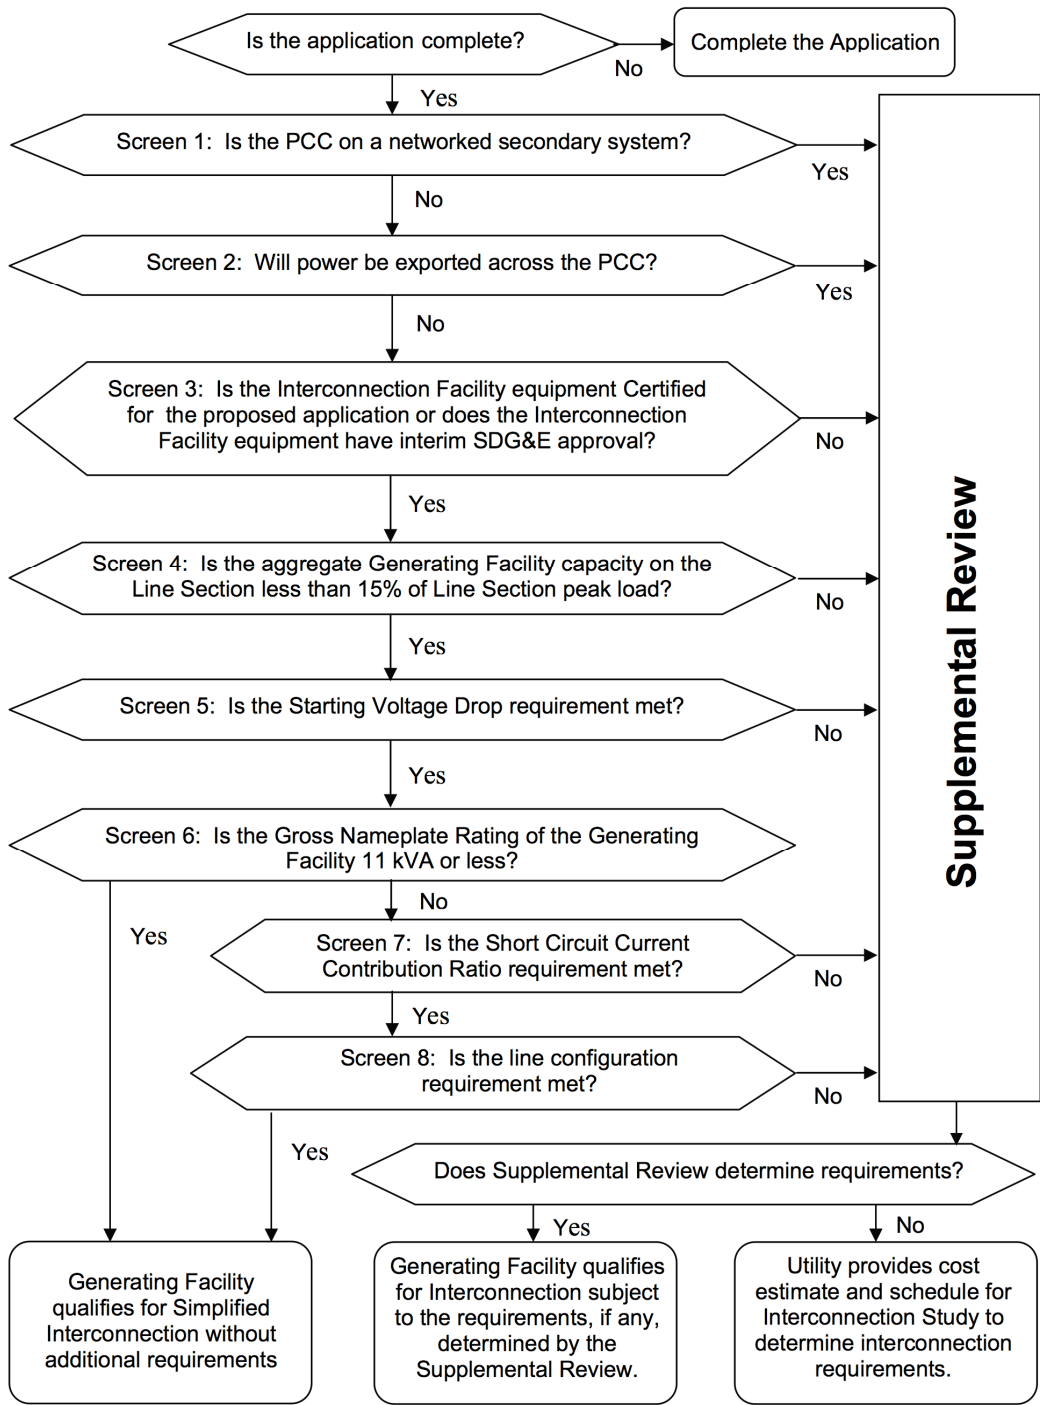 Is the application complete?
Complete the Application
No
Yes
Screen 1:  Is the PCC on a networked secondary system?
Yes
No
Screen 2:  Will power be exported across the PCC?
Yes
No
Screen 3:  Is the Interconnection Facility equipment Certified
for  the proposed application or does the Interconnection
Facility equipment have interim SDG&E approval?
No
Yes
Screen 4:  Is the aggregate Generating Facility capacity on the
Line Section less than 15% of Line Section peak load?
No
Yes
Screen 5:  Is the Starting Voltage Drop requirement met?
No
Yes
Screen 6:  Is the Gross Nameplate Rating of the Generating
Facility 11 kVA or less?
No
Yes
Screen 7:  Is the Short Circuit Current
Contribution Ratio requirement met?
No
Yes
Screen 8:  Is the line configuration
requirement met?
No
Yes
Supplemental Review
Does Supplemental Review determine requirements?
Yes
No
Generating Facility
qualifies for Simplified
Interconnection without
additional requirements
Generating Facility qualifies
for Interconnection subject
to the requirements, if any,
determined by the
Supplemental Review.
Utility provides cost
estimate and schedule for
Interconnection Study to
determine interconnection
requirements.